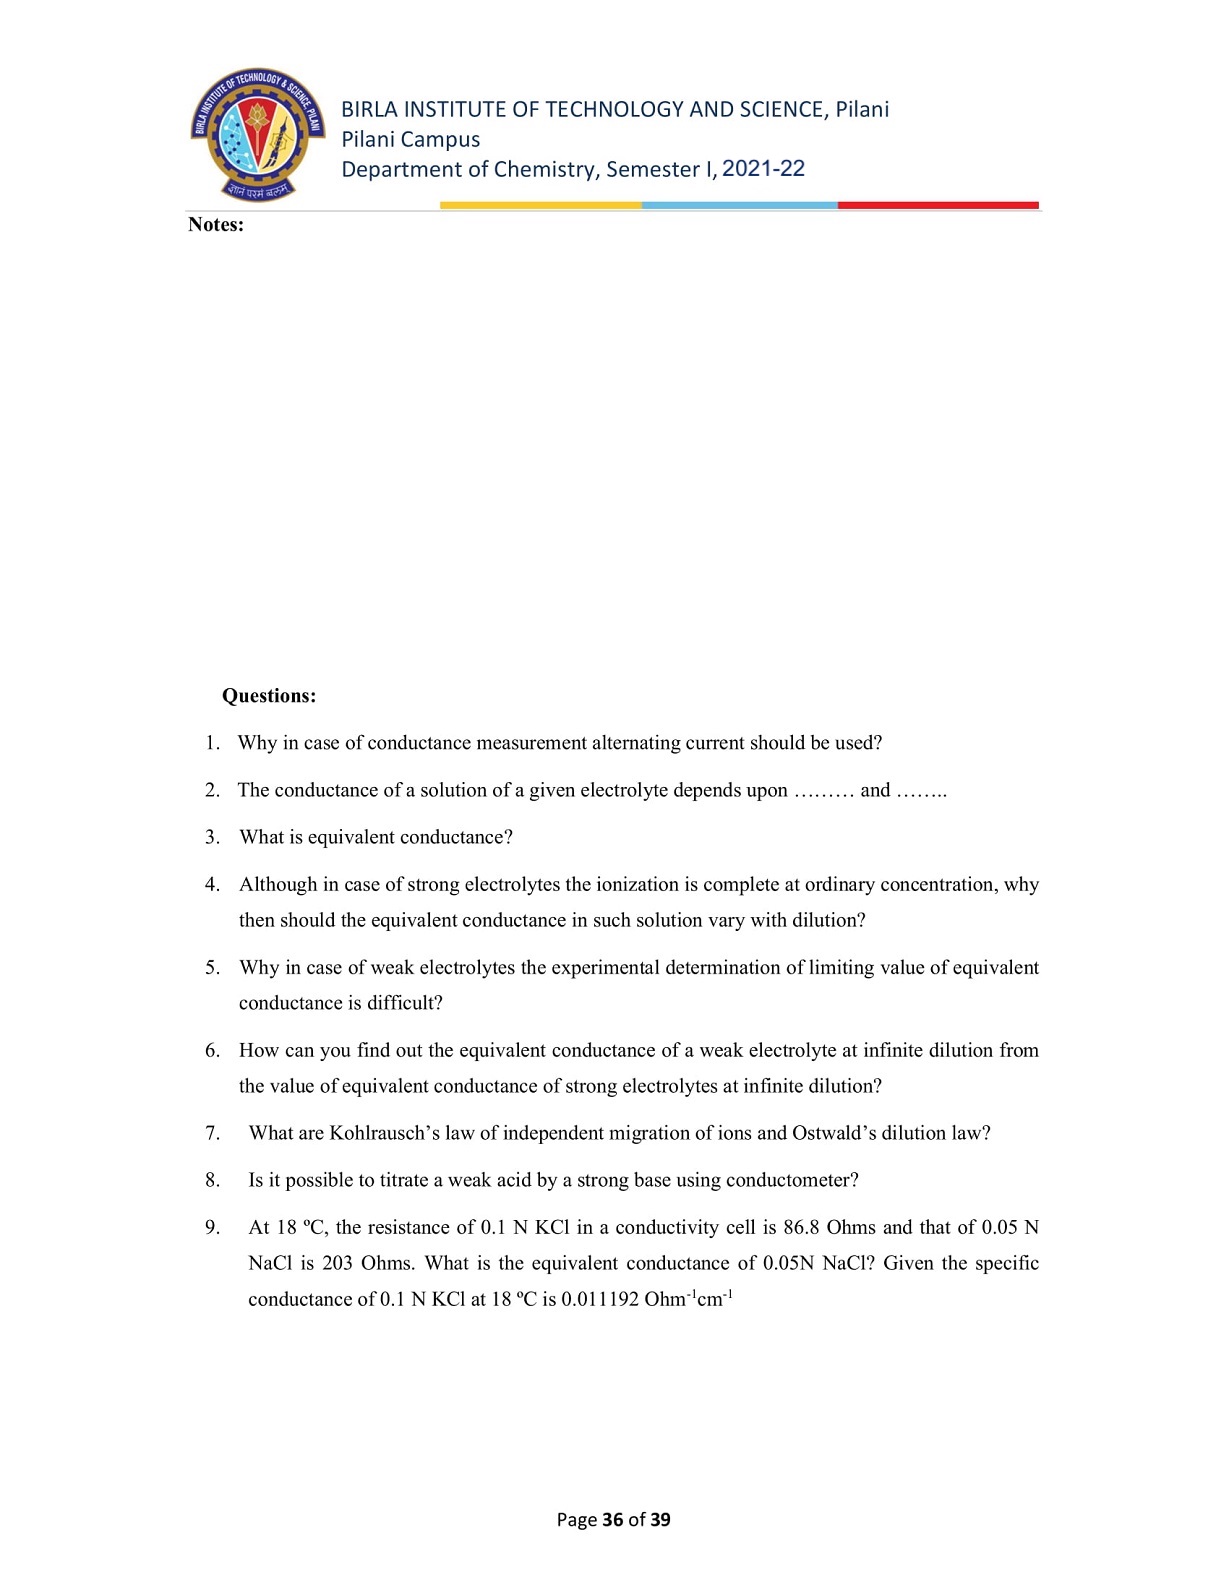 BIRLA INSTITUTE OF TECHNOLOGY & SCIENCE, PILANI
ज्ञानं परमं बलम्
BIRLA INSTITUTE OF TECHNOLOGY AND SCIENCE, Pilani
Pilani Campus
Department of Chemistry, Semester I, 2021-22
Notes:
Questions:
1. Why in case of conductance measurement alternating current should be used?
2. The conductance of a solution of a given electrolyte depends upon ……… and ……..
3. What is equivalent conductance?
4. Although in case of strong electrolytes the ionization is complete at ordinary concentration, why
then should the equivalent conductance in such solution vary with dilution?
5. Why in case of weak electrolytes the experimental determination of limiting value of equivalent
conductance is difficult?
6. How can you find out the equivalent conductance of a weak electrolyte at infinite dilution from
the value of equivalent conductance of strong electrolytes at infinite dilution?
7. What are Kohlrausch’s law of independent migration of ions and Ostwald’s dilution law?
8. Is it possible to titrate a weak acid by a strong base using conductometer?
9. At 18 ºC, the resistance of 0.1 N KCl in a conductivity cell is 86.8 Ohms and that of 0.05 N
NaCl is 203 Ohms. What is the equivalent conductance of 0.05N NaCl? Given the specific
conductance of 0.1 N KCl at 18 ºC is 0.011192 Ohm⁻¹cm⁻¹
Page 36 of 39